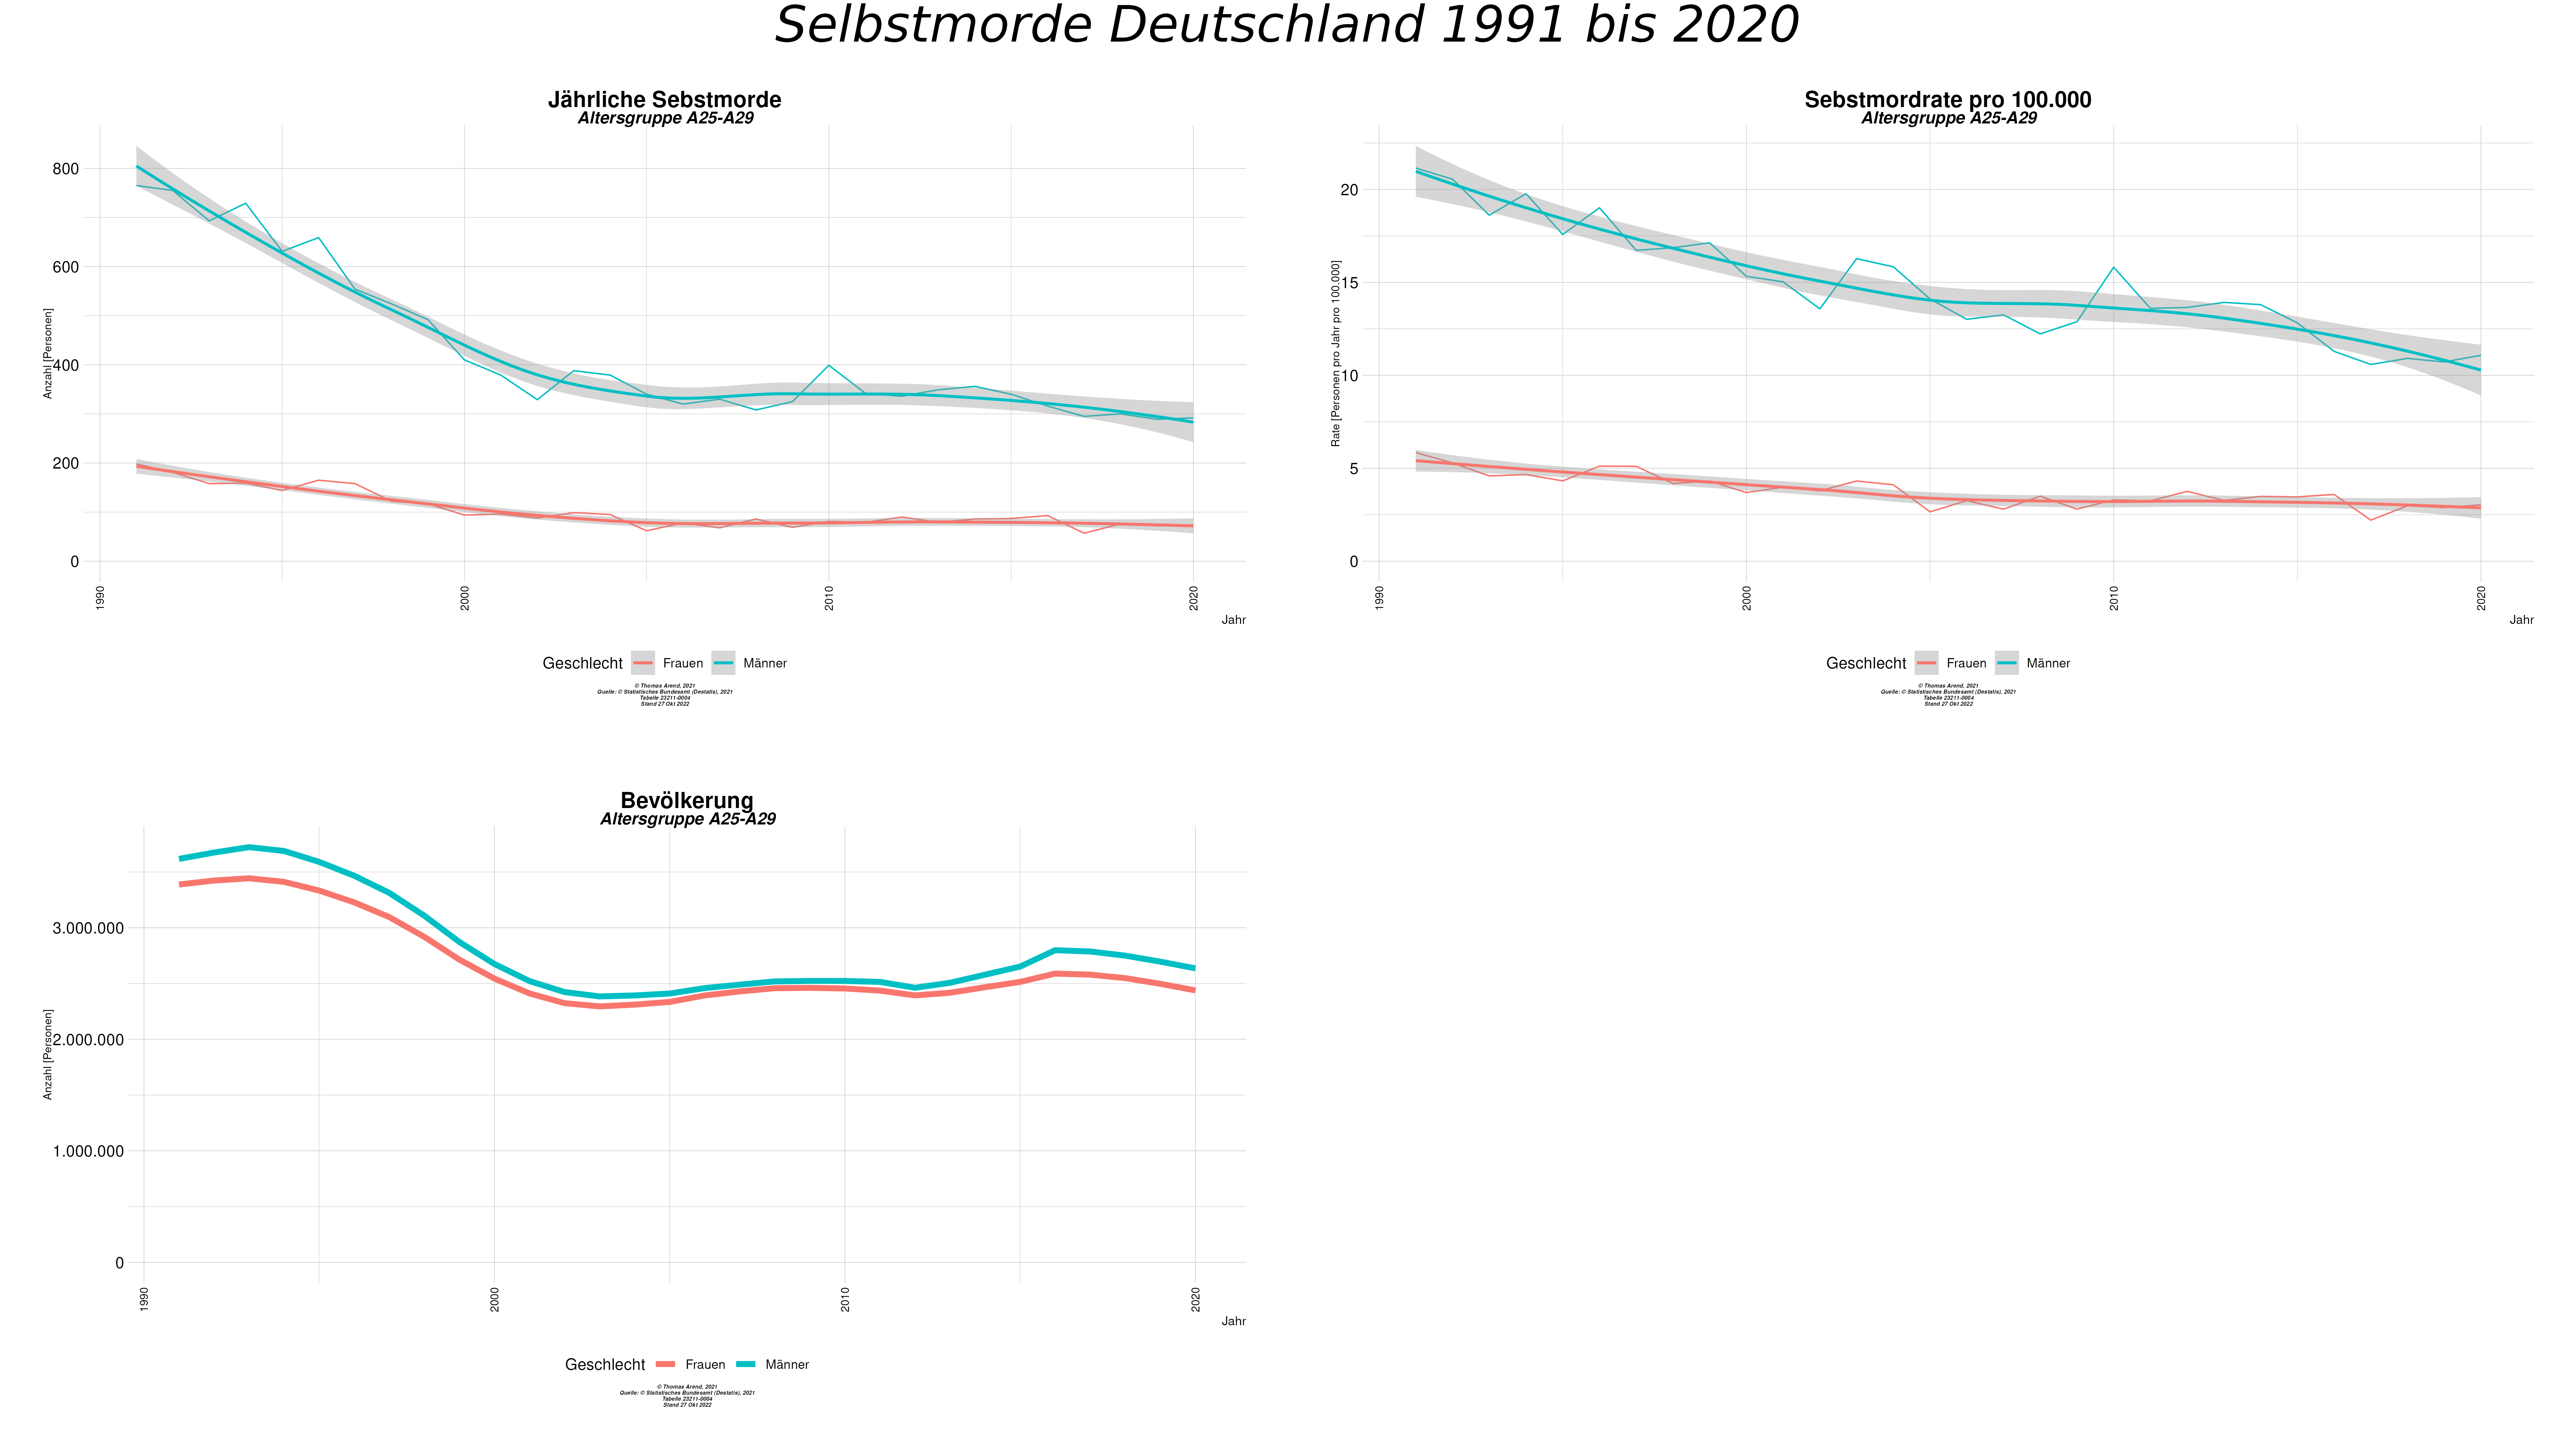 Selbstmorde Deutschland 1991 bis 2020
Jährliche Sebstmorde
Altersgruppe A25-A29
Anzahl [Personen]
800
600
400
200
0
1990
2000
2010
2020
Jahr
Geschlecht Frauen Männer
© Thomas Arend, 2021
Quelle: © Statistisches Bundesamt (Destatis), 2021
Tabelle 23211-0004
Stand 27 Okt 2022
Sebstmordrate pro 100.000
Altersgruppe A25-A29
Rate [Personen pro Jahr pro 100.000]
20
15
10
5
0
1990
2000
2010
2020
Jahr
Geschlecht Frauen Männer
© Thomas Arend, 2021
Quelle: © Statistisches Bundesamt (Destatis), 2021
Tabelle 23211-0004
Stand 27 Okt 2022
Bevölkerung
Altersgruppe A25-A29
Anzahl [Personen]
3.000.000
2.000.000
1.000.000
0
1990
2000
2010
2020
Jahr
Geschlecht Frauen Männer
© Thomas Arend, 2021
Quelle: © Statistisches Bundesamt (Destatis), 2021
Tabelle 23211-0004
Stand 27 Okt 2022